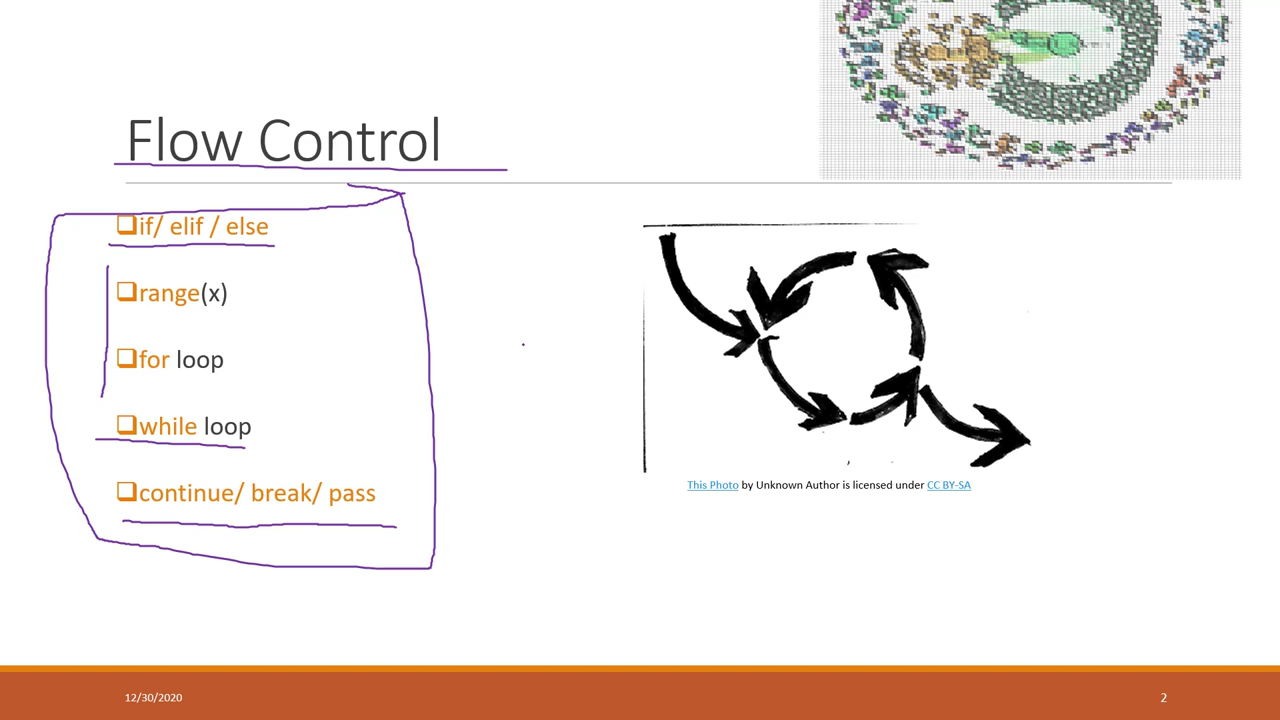 Flow Control
if/ elif / else
range(x)
for loop
while loop
continue/ break/ pass
This Photo by Unknown Author is licensed under CC BY-SA
12/30/2020
2